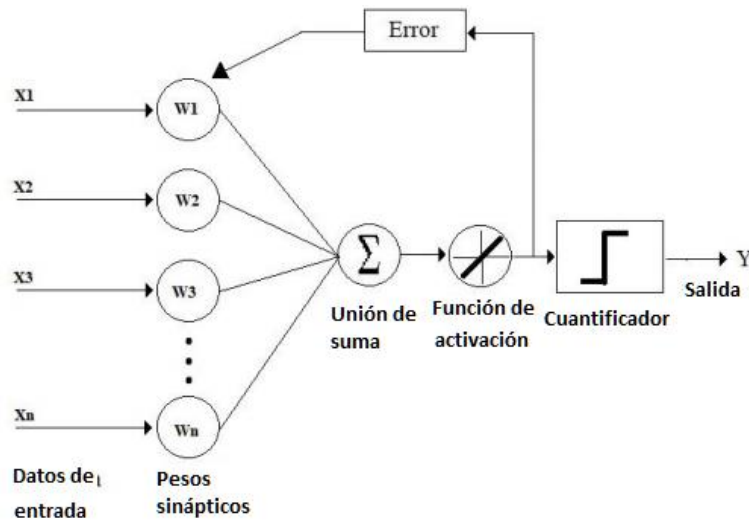 Error
X1
W1
X2
W2
X3
W3
Xn
Wn
Σ
Y
Unión de
suma
Función de
activación
Cuantificador
Salida
Datos de
entrada
Pesos
sinápticos